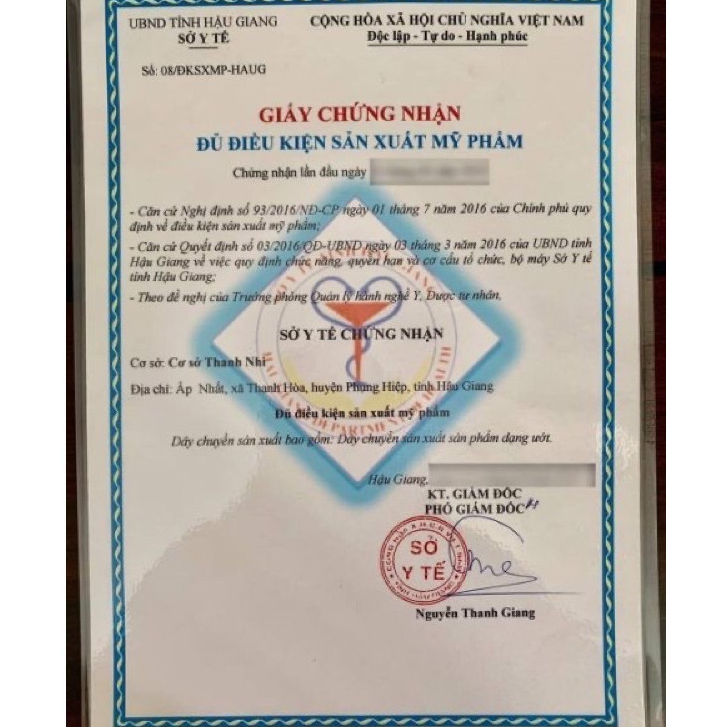 UBND TỈNH HẬU GIANG
SỞ Y TẾ
CỘNG HÒA XÃ HỘI CHỦ NGHĨA VIỆT NAM
Độc lập - Tự do - Hạnh phúc
Số: 08/ĐKSXMP-HAUG
GIẤY CHỨNG NHẬN
ĐỦ ĐIỀU KIỆN SẢN XUẤT MỸ PHẨM
Chứng nhận lần đầu ngày
- Căn cứ Nghị định số 93/2016/NĐ-CP ngày 01 tháng 7 năm 2016 của Chính phủ quy
định về điều kiện sản xuất mỹ phẩm;
- Căn cứ Quyết định số 03/2016/QĐ-UBND ngày 03 tháng 3 năm 2016 của UBND tỉnh
Hậu Giang về việc quy định chức năng, quyền hạn và cơ cấu tổ chức, bộ máy Sở Y tế
tỉnh Hậu Giang;
- Theo đề nghị của Trưởng phòng Quản lý hành nghề Y, Dược tư nhân,
SỞ Y TẾ CHỨNG NHẬN
Cơ sở: Cơ sở Thanh Nhi
Địa chỉ: Ấp Nhất, xã Thạnh Hòa, huyện Phụng Hiệp, tỉnh Hậu Giang
Đủ điều kiện sản xuất mỹ phẩm
Dây chuyền sản xuất bao gồm: Dây chuyền sản xuất sản phẩm dạng ướt.
Hậu Giang,
KT. GIÁM ĐỐC
PHÓ GIÁM ĐỐC
SỞ
Y TẾ
Nguyễn Thanh Giang